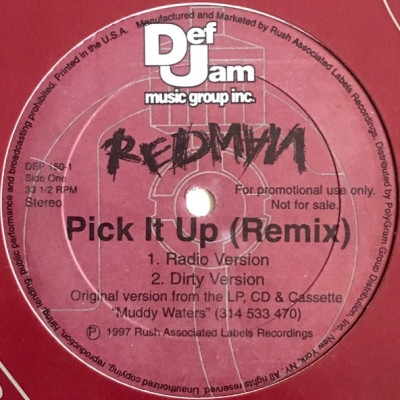 Def
Jam
music group inc.
REDMAN
DEF 150-1
Side One
33 1/2 RPM
Stereo
For promotional use only.
Not for sale.
Pick It Up (Remix)
1. Radio Version
2. Dirty Version
Original version from the LP, CD & Cassette
"Muddy Waters" (314 533 470)
℗ 1997 Rush Associated Labels Recordings
Manufactured and Marketed by Rush Associated Labels Recordings, Distributed by PolyGram Group Distribution, Inc., New York, NY. All rights reserved. Unauthorized copying, reproduction, hiring, lending public performance and broadcasting prohibited. Printed in the U.S.A.